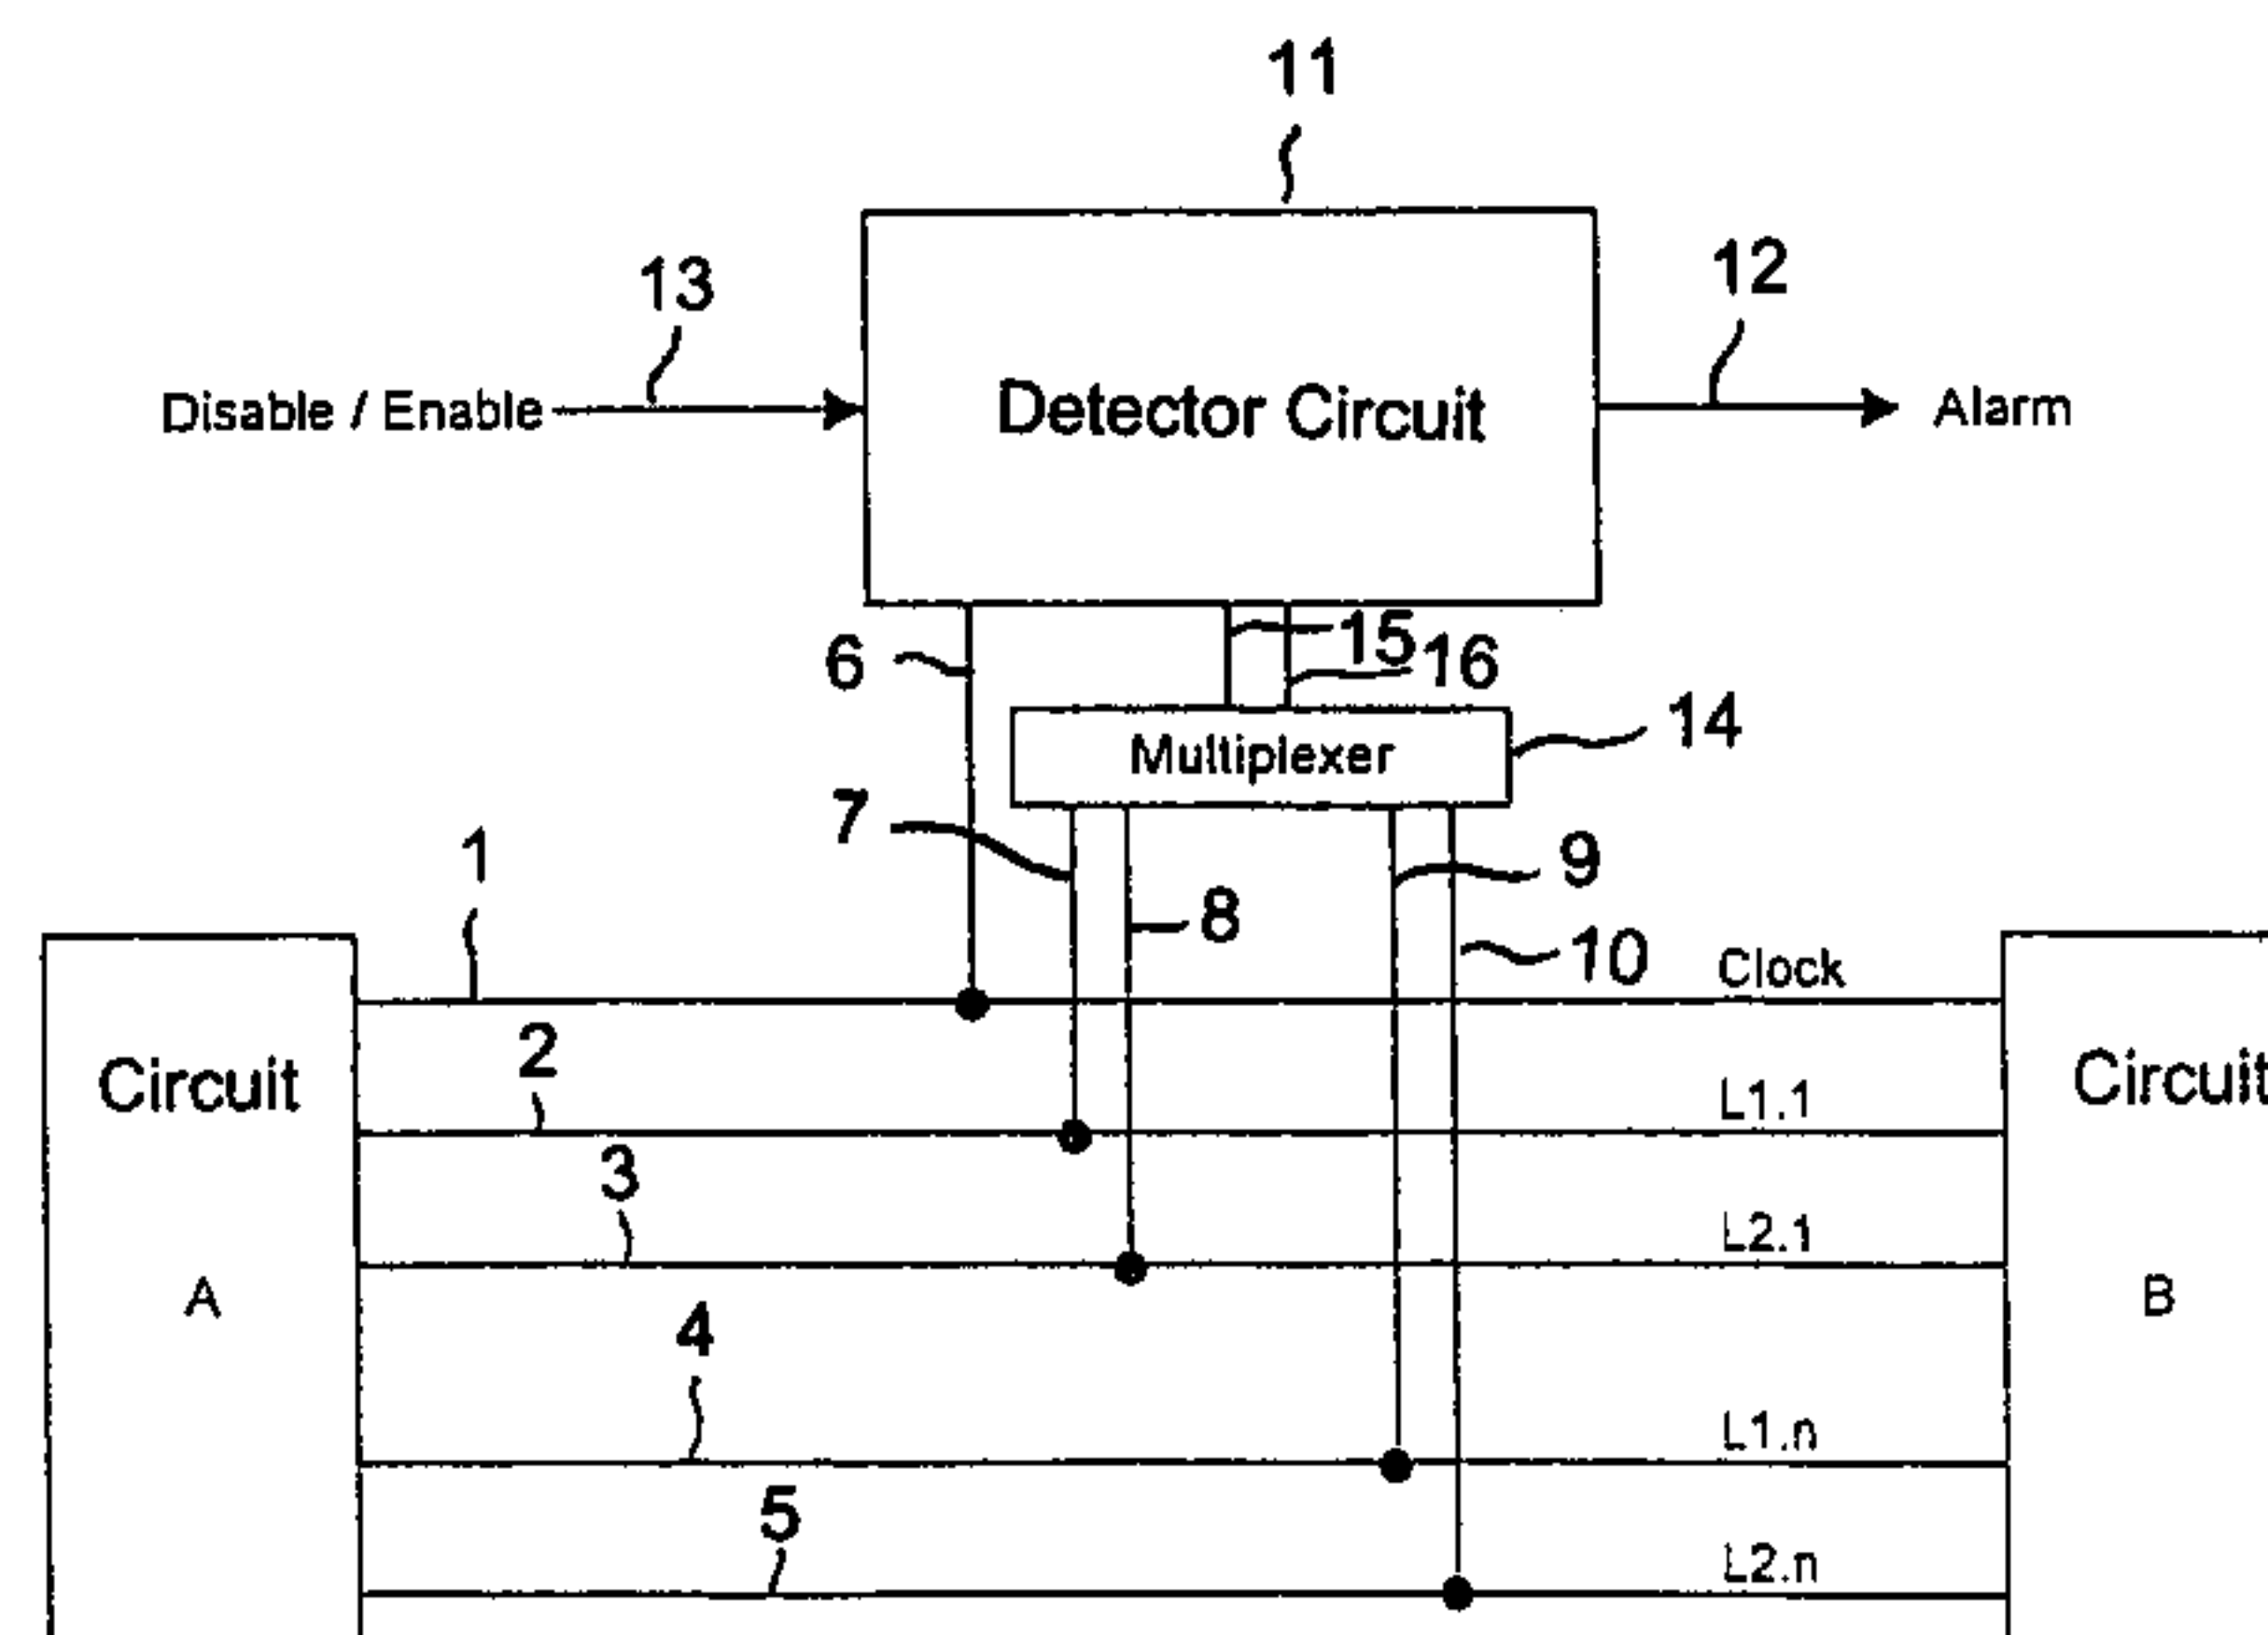 11
13
12
Disable / Enable
Detector Circuit
Alarm
6
15
16
14
Multiplexer
7
1
9
8
10
Clock
2
Circuit
L1.1
Circuit
3
L2.1
A
B
4
L1.n
5
L2.n